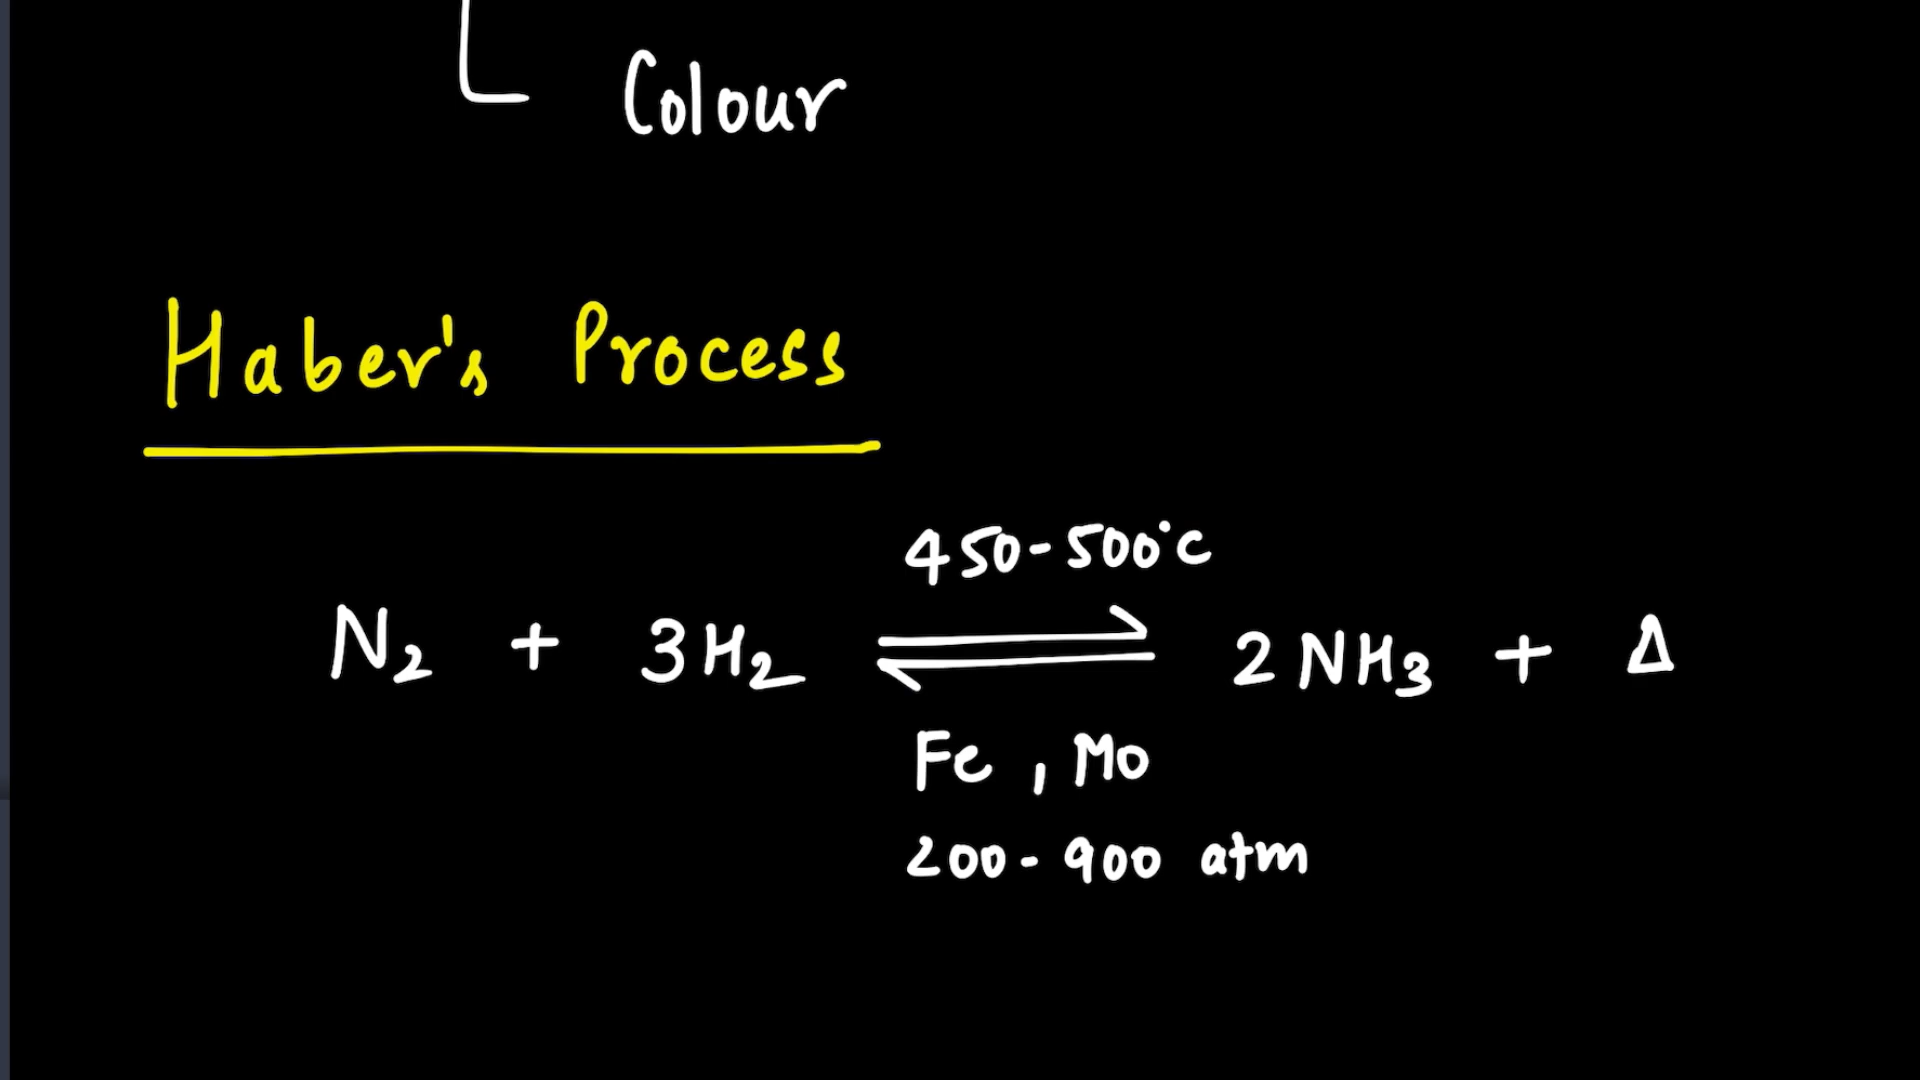 Colour
Haber's Process
450-500°C
N₂ + 3H₂ ⇌ 2NH₃ + Δ
Fe, Mo
200-900 atm